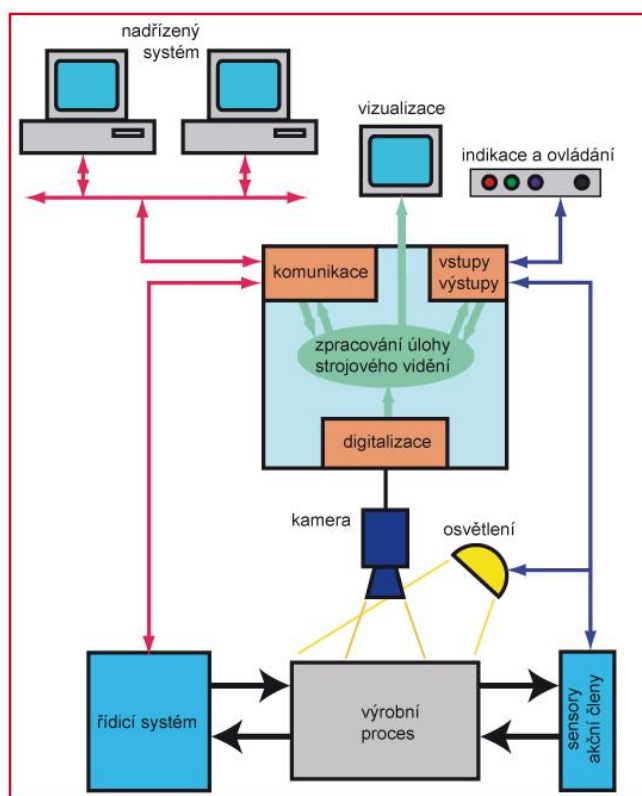 nadřízený
systém
vizualizace
indikace a ovládání
komunikace
vstupy
výstupy
zpracování úlohy
strojového vidění
digitalizace
kamera
osvětlení
řídicí systém
výrobní
proces
sensory
akční členy